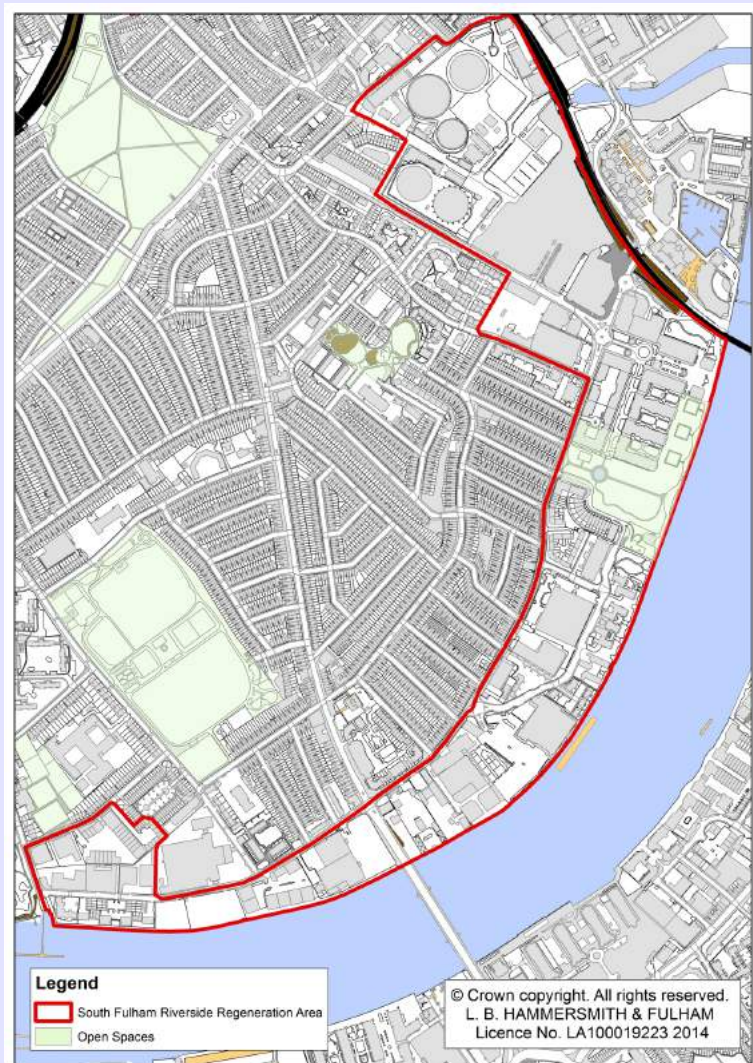 Legend
South Fulham Riverside Regeneration Area
Open Spaces
© Crown copyright. All rights reserved.
L. B. HAMMERSMITH & FULHAM
Licence No. LA100019223 2014